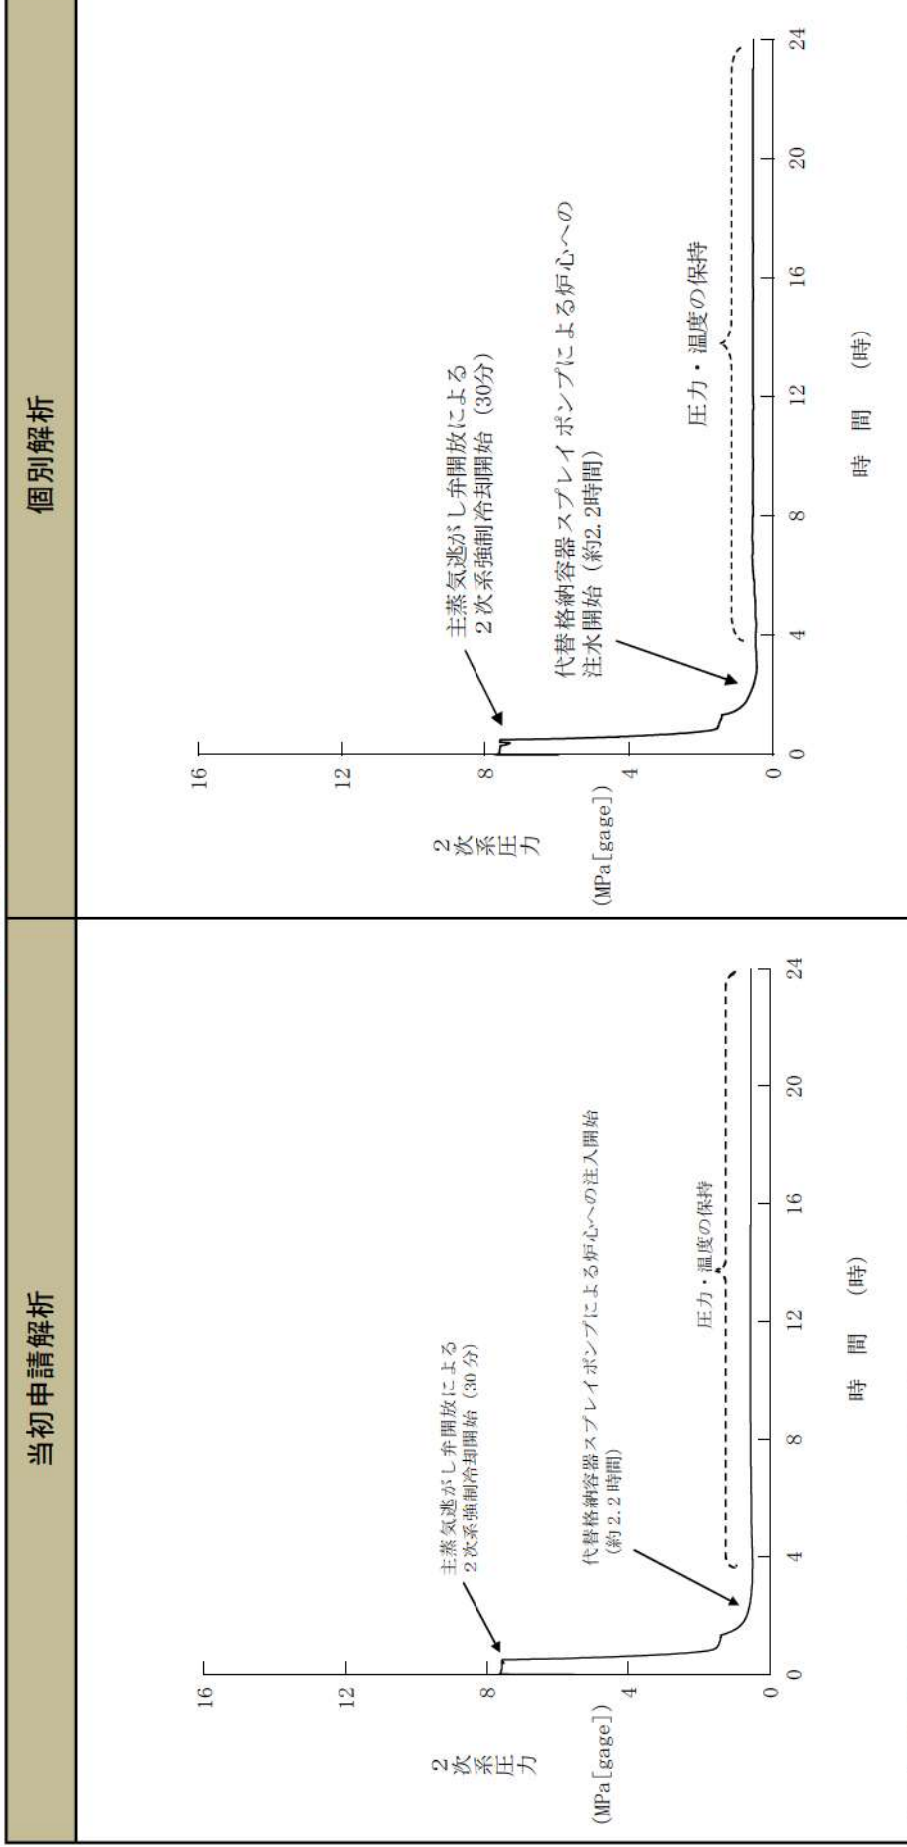 当初申請解析
16
12
8
4
0
2次系圧力
(MPa[gage])
主蒸気逃がし弁開放による
2次系強制冷却開始 (30分)
代替格納容器スプレイポンプによる炉心への注入開始
(約2.2時間)
圧力・温度の保持
0
4
8
12
16
20
24
時 間 (時)
個別解析
16
12
8
4
0
2次系圧力
(MPa[gage])
主蒸気逃がし弁開放による
2次系強制冷却開始 (30分)
代替格納容器スプレイポンプによる炉心への
注水開始 (約2.2時間)
圧力・温度の保持
0
4
8
12
16
20
24
時 間 (時)